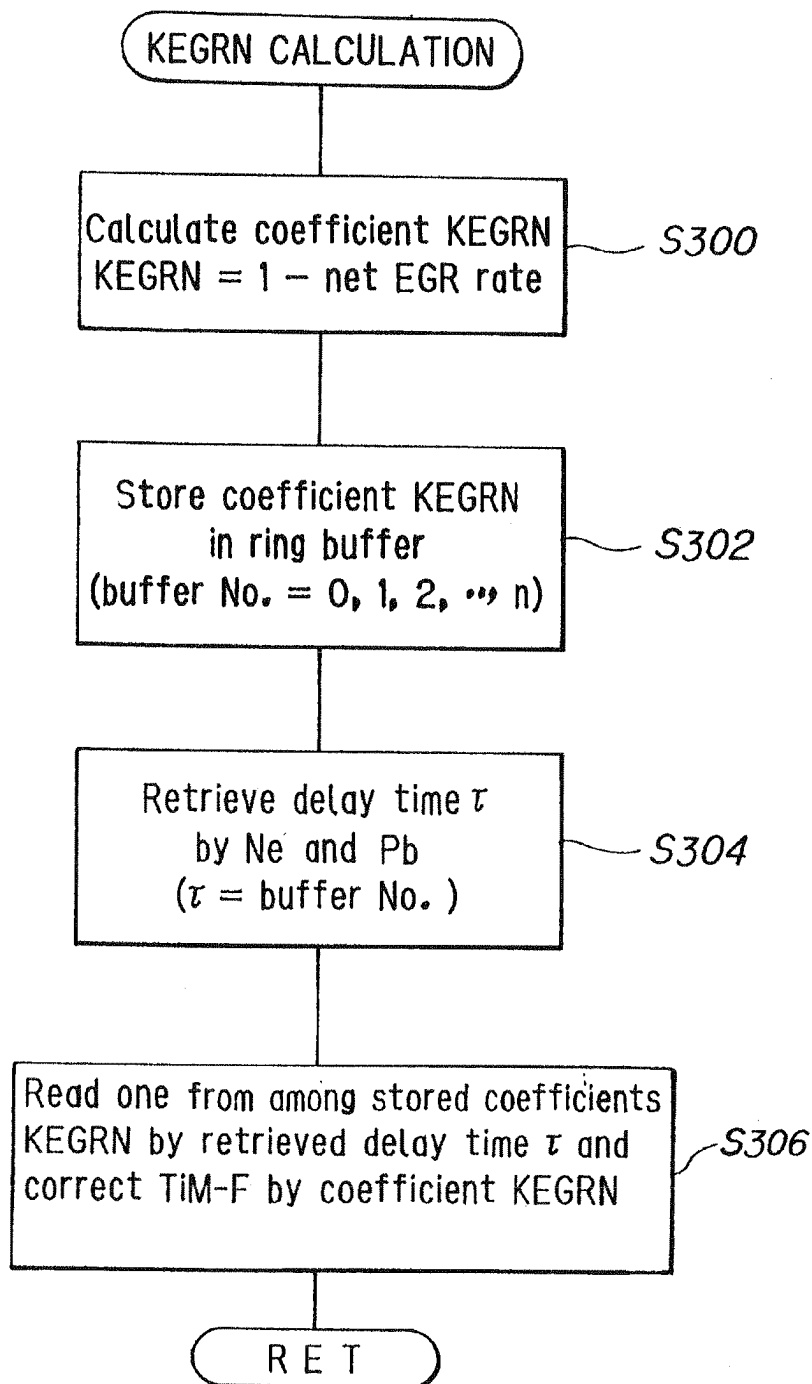 KEGRN CALCULATION
Calculate coefficient KEGRN
KEGRN = 1 – net EGR rate
S300
Store coefficient KEGRN
in ring buffer
(buffer No. = 0, 1, 2, ..., n)
S302
Retrieve delay time τ
by Ne and Pb
(τ = buffer No. )
S304
Read one from among stored coefficients
KEGRN by retrieved delay time τ and
correct TiM-F by coefficient KEGRN
S306
RET